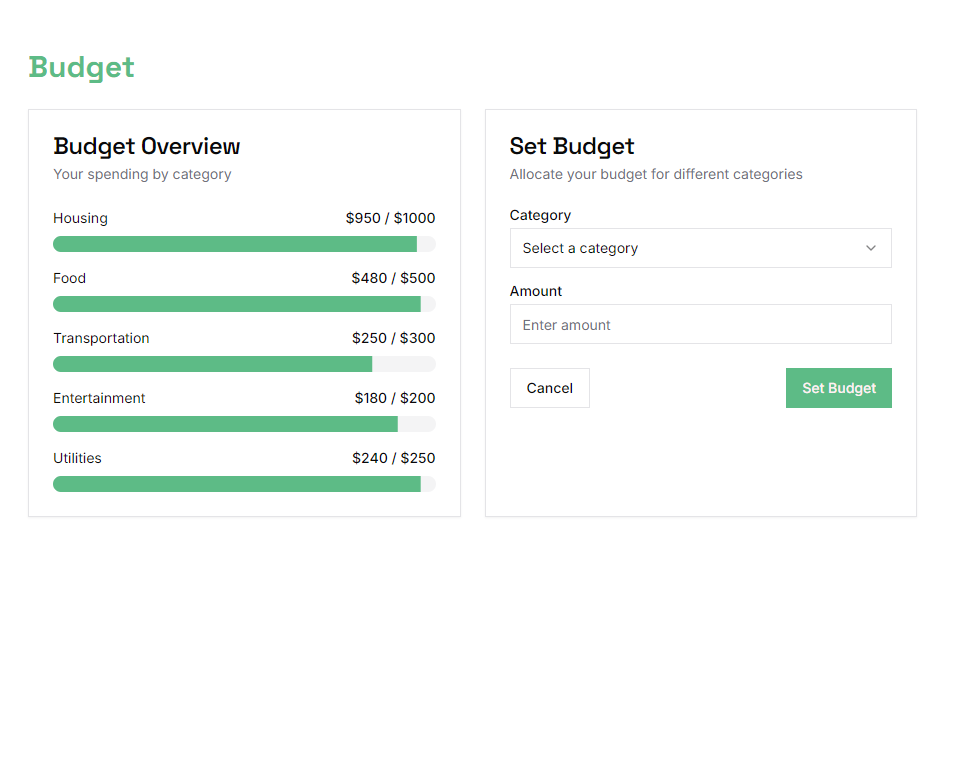 Budget
Budget Overview
Your spending by category
Housing $950 / $1000
Food $480 / $500
Transportation $250 / $300
Entertainment $180 / $200
Utilities $240 / $250
Set Budget
Allocate your budget for different categories
Category
Select a category
Amount
Enter amount
Cancel Set Budget